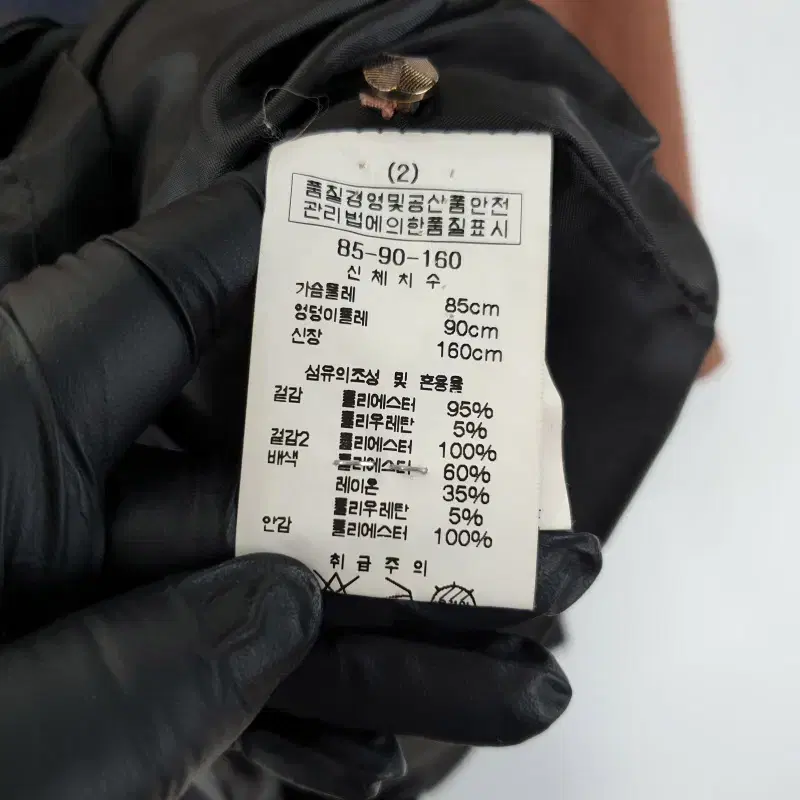 (2)
품질경영및공산품안전
관리법에의한품질표시
85-90-160
신체치수
가슴둘레 85cm
엉덩이둘레 90cm
신장 160cm
섬유의조성 및 혼용율
겉감 폴리에스터 95%
폴리우레탄 5%
겉감2 폴리에스터 100%
배색 폴리에스터 60%
레이온 35%
폴리우레탄 5%
안감 폴리에스터 100%
취급주의